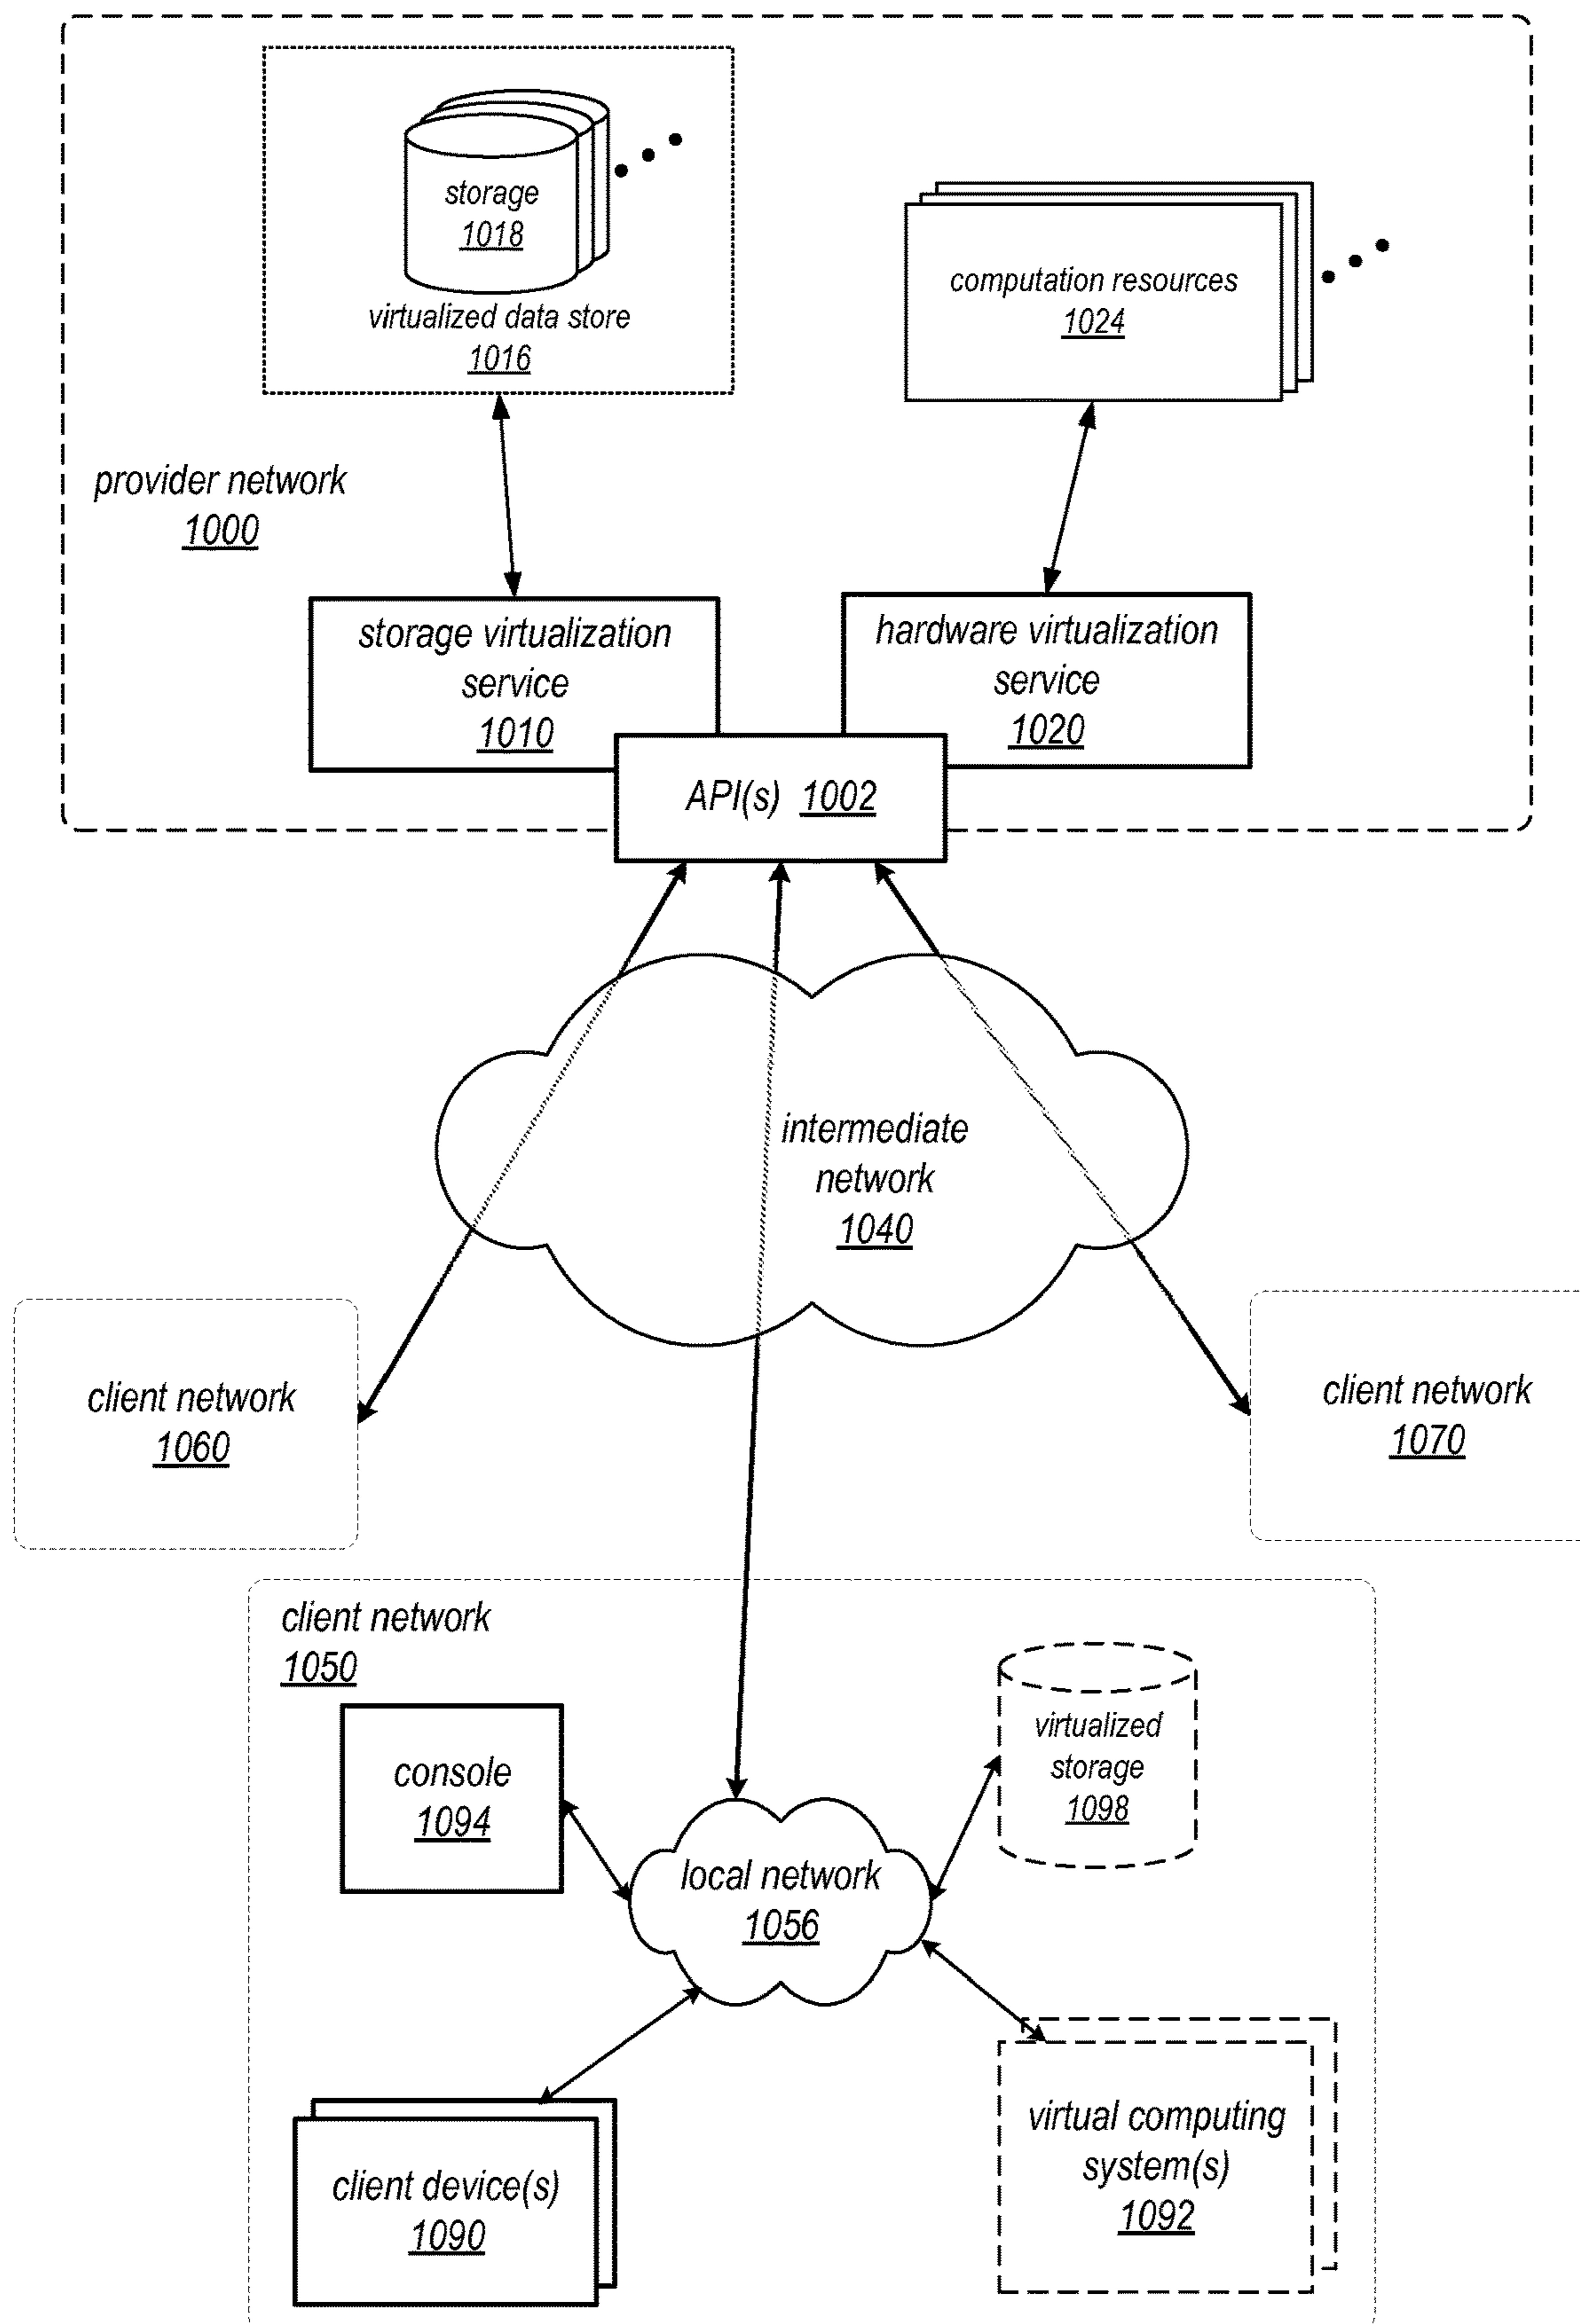 storage
1018
virtualized data store
1016
computation resources
1024
provider network
1000
storage virtualization
service
1010
hardware virtualization
service
1020
API(s) 1002
intermediate
network
1040
client network
1060
client network
1070
client network
1050
console
1094
virtualized
storage
1098
local network
1056
client device(s)
1090
virtual computing
system(s)
1092